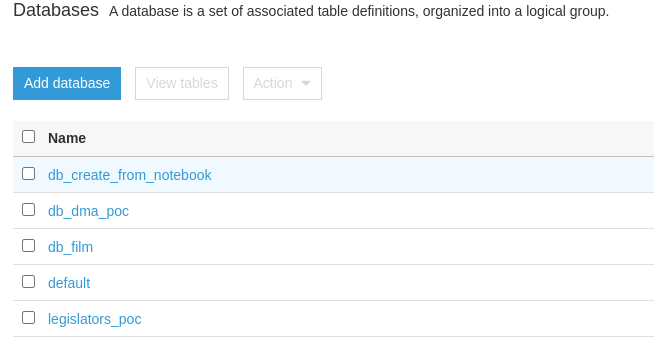 Databases A database is a set of associated table definitions, organized into a logical group.
Add database View tables Action
Name
db_create_from_notebook
db_dma_poc
db_film
default
legislators_poc